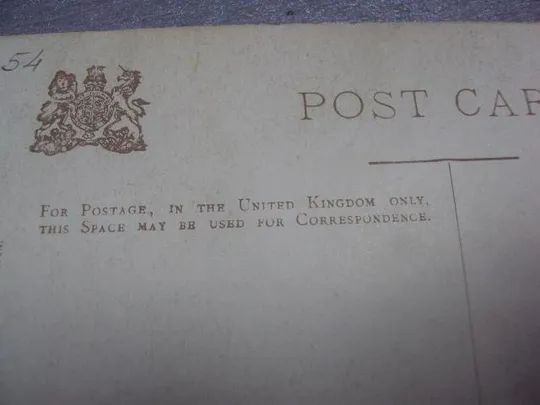 54
POST CAR
FOR POSTAGE, IN THE UNITED KINGDOM ONLY,
THIS SPACE MAY BE USED FOR CORRESPONDENCE.